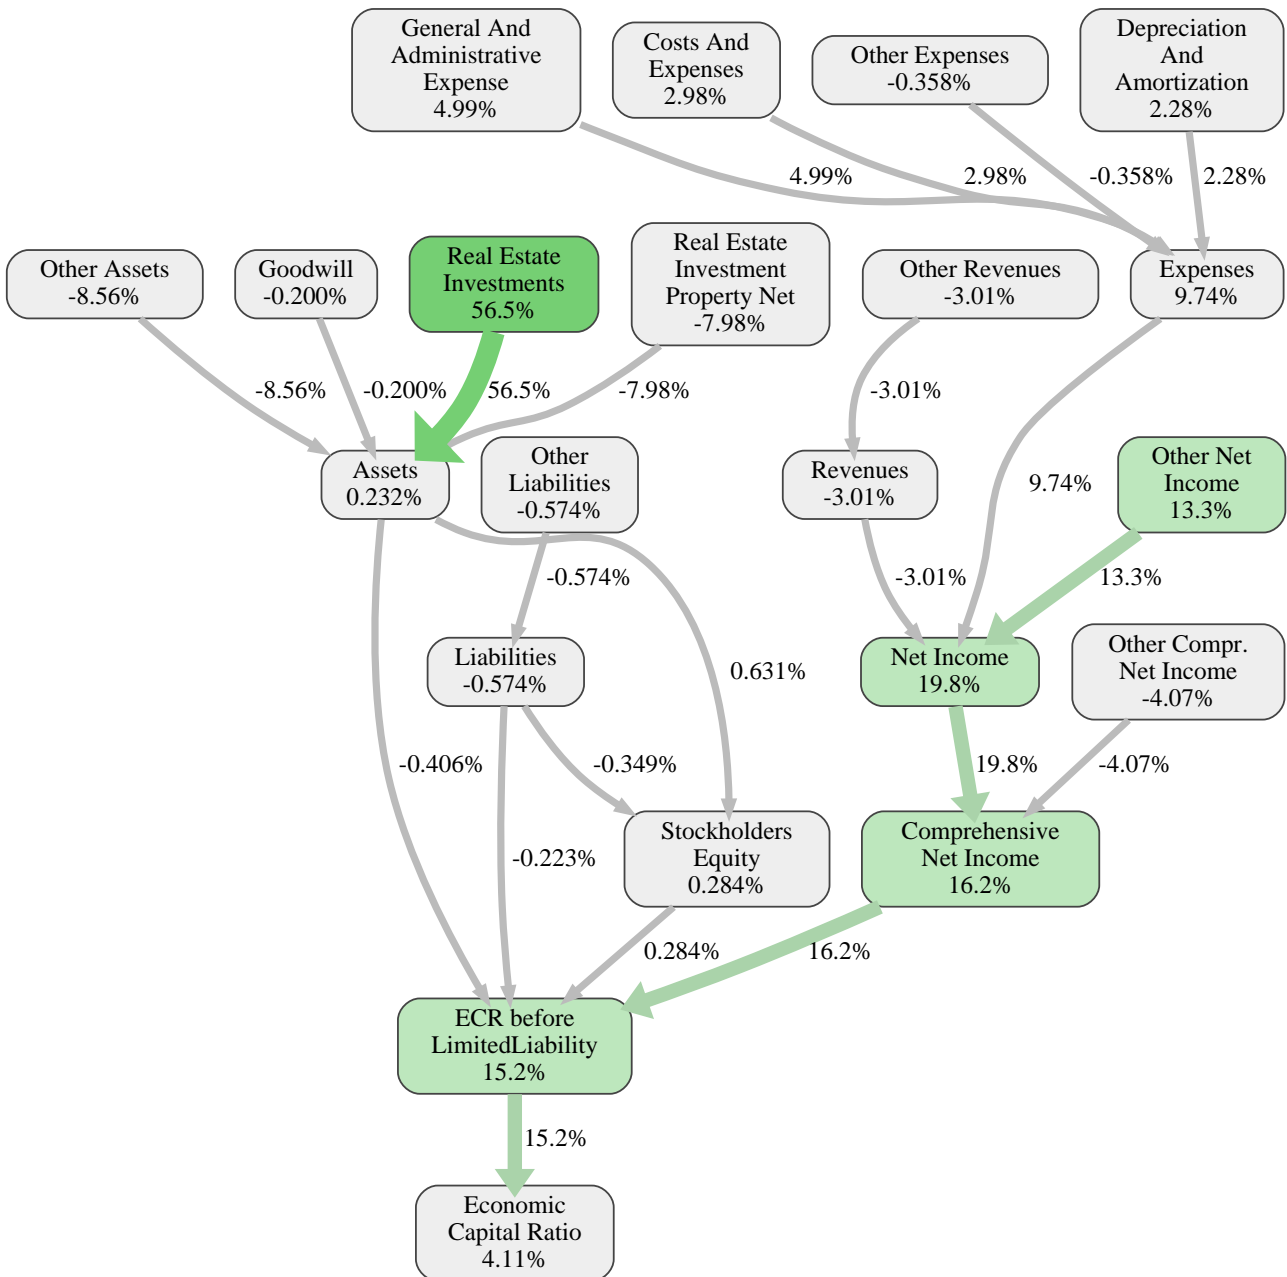 General And
Administrative
Expense
4.99%
Costs And
Expenses
2.98%
Other Expenses
-0.358%
Depreciation
And
Amortization
2.28%
4.99%
2.98%
-0.358%
2.28%
Other Assets
-8.56%
Goodwill
-0.200%
Real Estate
Investments
56.5%
Real Estate
Investment
Property Net
-7.98%
Other Revenues
-3.01%
Expenses
9.74%
-8.56%
-0.200%
56.5%
-7.98%
-3.01%
9.74%
Assets
0.232%
Other
Liabilities
-0.574%
Revenues
-3.01%
Other Net
Income
13.3%
-0.574%
-3.01%
13.3%
Liabilities
-0.574%
0.631%
Net Income
19.8%
Other Compr.
Net Income
-4.07%
-0.406%
-0.349%
19.8%
-4.07%
-0.223%
Stockholders
Equity
0.284%
Comprehensive
Net Income
16.2%
0.284%
16.2%
ECR before
LimitedLiability
15.2%
15.2%
Economic
Capital Ratio
4.11%